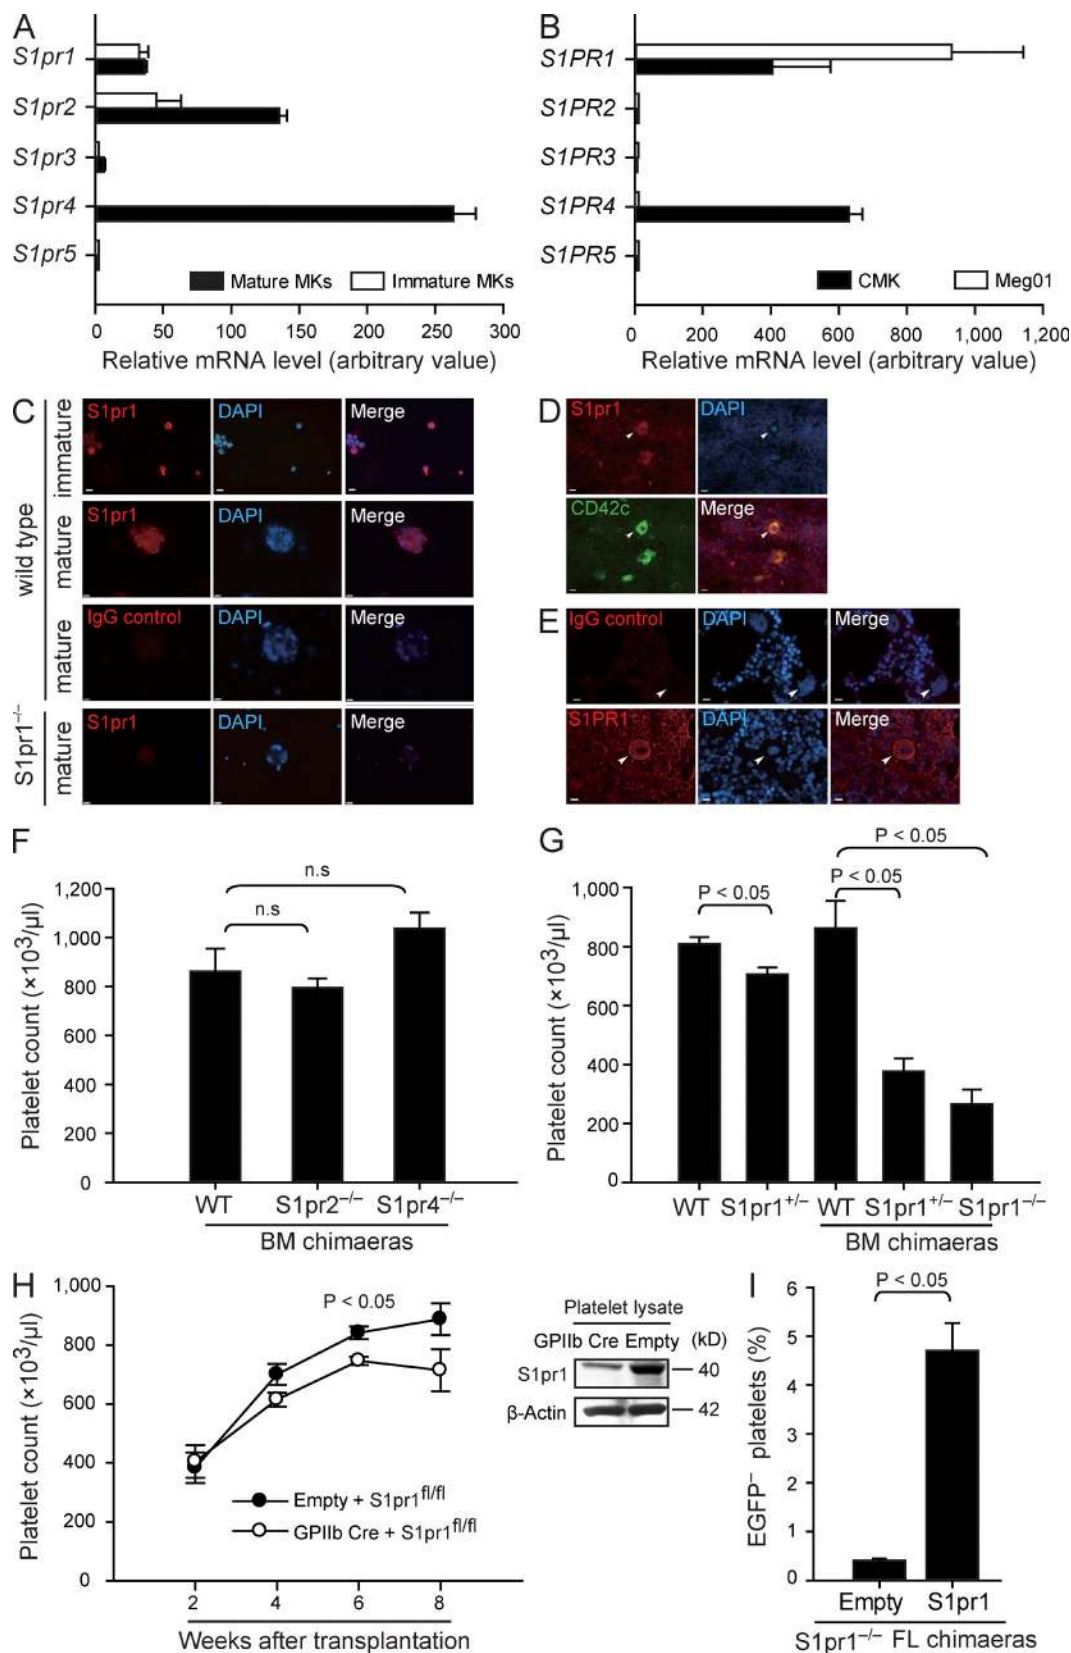 A
S1pr1
S1pr2
S1pr3
S1pr4
S1pr5
Mature MKs
Immature MKs
0 50 100 150 200 250 300
Relative mRNA level (arbitrary value)
B
S1PR1
S1PR2
S1PR3
S1PR4
S1PR5
CMK
Meg01
0 200 400 600 800 1,000 1,200
Relative mRNA level (arbitrary value)
C
wild type
immature
S1pr1 DAPI Merge
mature
S1pr1 DAPI Merge
mature
IgG control DAPI Merge
S1pr1–/–
mature
S1pr1 DAPI Merge
D
S1pr1 DAPI
CD42c Merge
E
IgG control DAPI Merge
S1PR1 DAPI Merge
F
Platelet count (×10³/µl)
1,200
1,000
800
600
400
200
0
n.s
n.s
WT S1pr2–/– S1pr4–/–
BM chimaeras
G
Platelet count (×10³/µl)
1,000
800
600
400
200
0
P < 0.05
P < 0.05
P < 0.05
WT S1pr1+/– WT S1pr1+/– S1pr1–/–
BM chimaeras
H
Platelet count (×10³/µl)
1,000
800
600
400
200
0
P < 0.05
Empty + S1pr1fl/fl
GPIIb Cre + S1pr1fl/fl
2 4 6 8
Weeks after transplantation
Platelet lysate
GPIIb Cre Empty (kD)
S1pr1 40
β-Actin 42
I
EGFP– platelets (%)
6
5
4
3
2
1
0
P < 0.05
Empty S1pr1
S1pr1–/– FL chimaeras